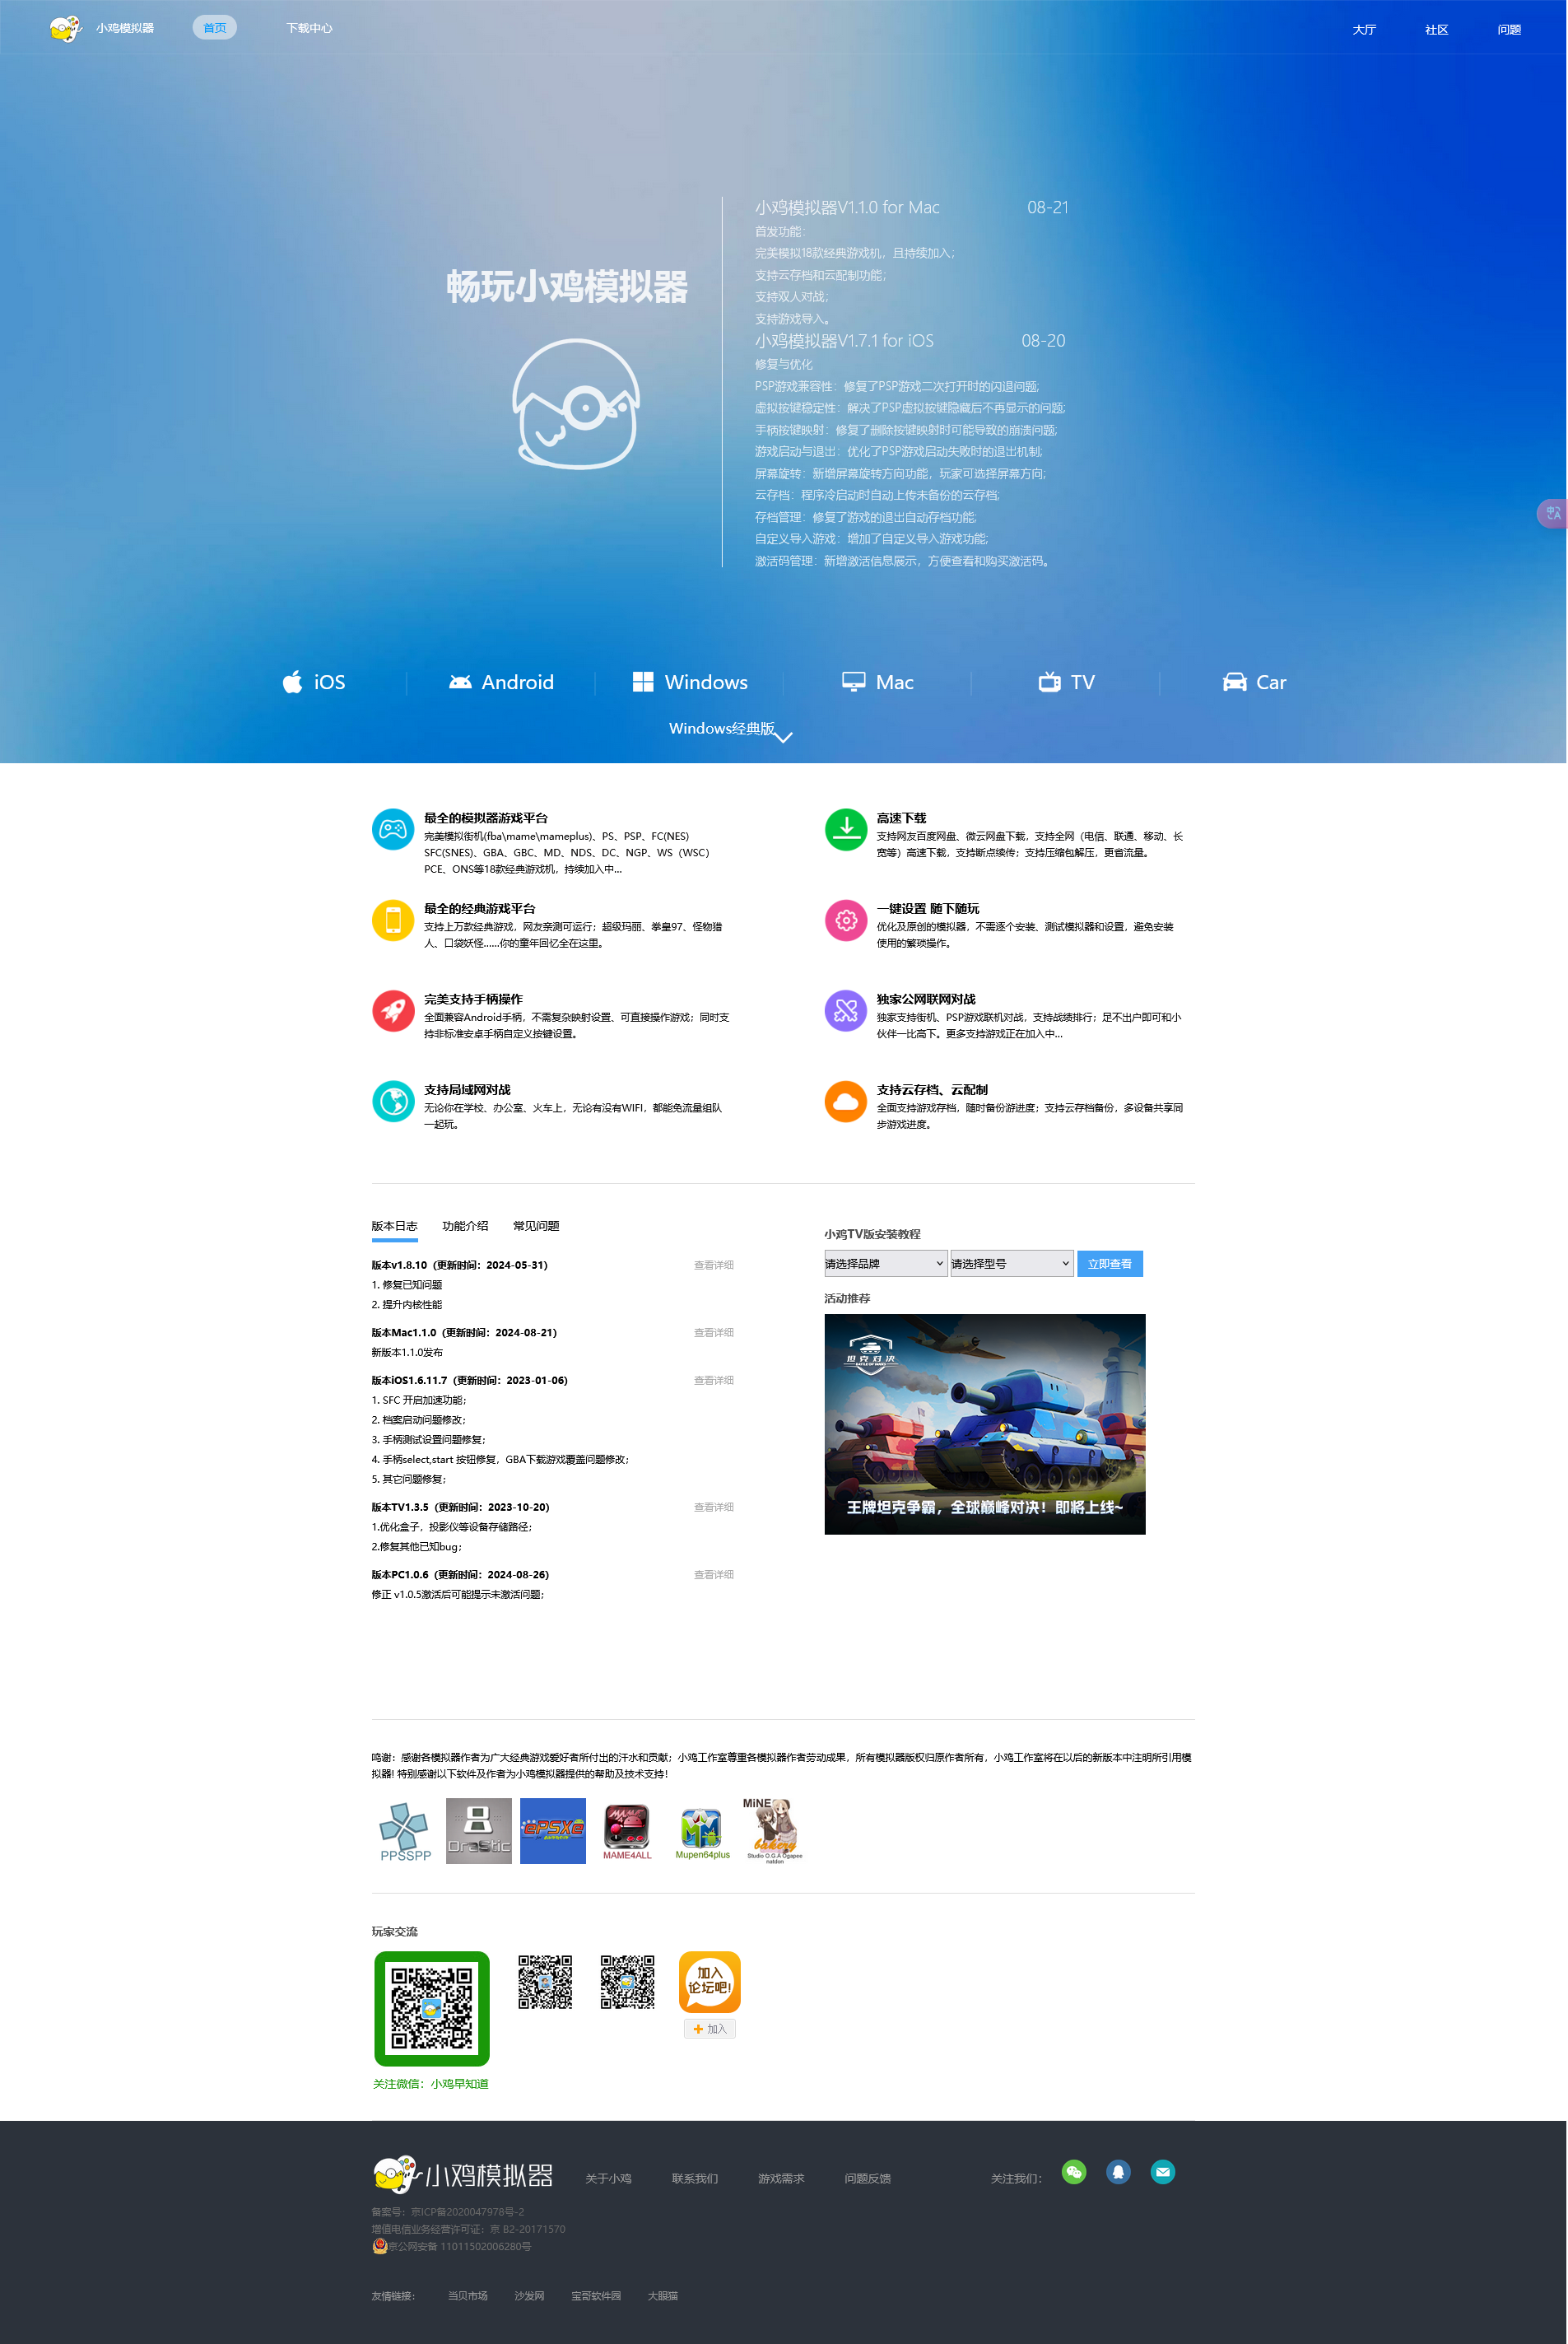 小鸡模拟器
首页
下载中心
大厅
社区
问题
畅玩小鸡模拟器
小鸡模拟器V1.1.0 for Mac 08-21
首发功能：
完美模拟18款经典游戏机，且持续加入；
支持云存档和云配制功能；
支持双人对战；
支持游戏导入。
小鸡模拟器V1.7.1 for iOS 08-20
修复与优化
PSP游戏兼容性：修复了PSP游戏二次打开时的闪退问题;
虚拟按键稳定性：解决了PSP虚拟按键隐藏后不再显示的问题;
手柄按键映射：修复了删除按键映射时可能导致的崩溃问题;
游戏启动与退出：优化了PSP游戏启动失败时的退出机制;
屏幕旋转：新增屏幕旋转方向功能，玩家可选择屏幕方向;
云存档：程序冷启动时自动上传未备份的云存档;
存档管理：修复了游戏的退出自动存档功能;
自定义导入游戏：增加了自定义导入游戏功能;
激活码管理：新增激活信息展示，方便查看和购买激活码。
iOS
Android
Windows
Mac
TV
Car
Windows经典版
最全的模拟器游戏平台
完美模拟街机(fba\mame\mameplus)、PS、PSP、FC(NES)
SFC(SNES)、GBA、GBC、MD、NDS、DC、NGP、WS（WSC）
PCE、ONS等18款经典游戏机，持续加入中...
高速下载
支持网友百度网盘、微云网盘下载，支持全网（电信、联通、移动、长
宽等）高速下载，支持断点续传；支持压缩包解压，更省流量。
最全的经典游戏平台
支持上万款经典游戏，网友亲测可运行；超级玛丽、拳皇97、怪物猎
人、口袋妖怪......你的童年回忆全在这里。
一键设置 随下随玩
优化及原创的模拟器，不需逐个安装、测试模拟器和设置，避免安装
使用的繁琐操作。
完美支持手柄操作
全面兼容Android手柄，不需复杂映射设置、可直接操作游戏；同时支
持非标准安卓手柄自定义按键设置。
独家公网联网对战
独家支持街机、PSP游戏联机对战，支持战绩排行；足不出户即可和小
伙伴一比高下。更多支持游戏正在加入中...
支持局域网对战
无论你在学校、办公室、火车上，无论有没有WIFI，都能免流量组队
一起玩。
支持云存档、云配制
全面支持游戏存档，随时备份游进度；支持云存档备份，多设备共享同
步游戏进度。
版本日志
功能介绍
常见问题
版本v1.8.10（更新时间：2024-05-31） 查看详细
1. 修复已知问题
2. 提升内核性能
版本Mac1.1.0（更新时间：2024-08-21） 查看详细
新版本1.1.0发布
版本iOS1.6.11.7（更新时间：2023-01-06） 查看详细
1. SFC 开启加速功能；
2. 档案启动问题修改；
3. 手柄测试设置问题修复；
4. 手柄select,start 按钮修复，GBA下载游戏覆盖问题修改；
5. 其它问题修复；
版本TV1.3.5（更新时间：2023-10-20） 查看详细
1.优化盒子，投影仪等设备存储路径；
2.修复其他已知bug；
版本PC1.0.6（更新时间：2024-08-26） 查看详细
修正 v1.0.5激活后可能提示未激活问题；
小鸡TV版安装教程
请选择品牌
请选择型号
立即查看
活动推荐
坦克对决
王牌坦克争霸，全球巅峰对决！即将上线~
鸣谢：感谢各模拟器作者为广大经典游戏爱好者所付出的汗水和贡献；小鸡工作室尊重各模拟器作者劳动成果，所有模拟器版权归原作者所有，小鸡工作室将在以后的新版本中注明所引用模
拟器! 特别感谢以下软件及作者为小鸡模拟器提供的帮助及技术支持！
PPSSPP
DraStic
ePSXe
MAME4ALL
Mupen64plus
MiNE
bakery
Studio O.G.A Ogapee
natdon
玩家交流
加入
论坛吧!
加入
关注微信：小鸡早知道
小鸡模拟器
关于小鸡
联系我们
游戏需求
问题反馈
关注我们：
备案号：京ICP备2020047978号-2
增值电信业务经营许可证：京 B2-20171570
京公网安备 11011502006280号
友情链接：
当贝市场
沙发网
宝哥软件园
大眼猫